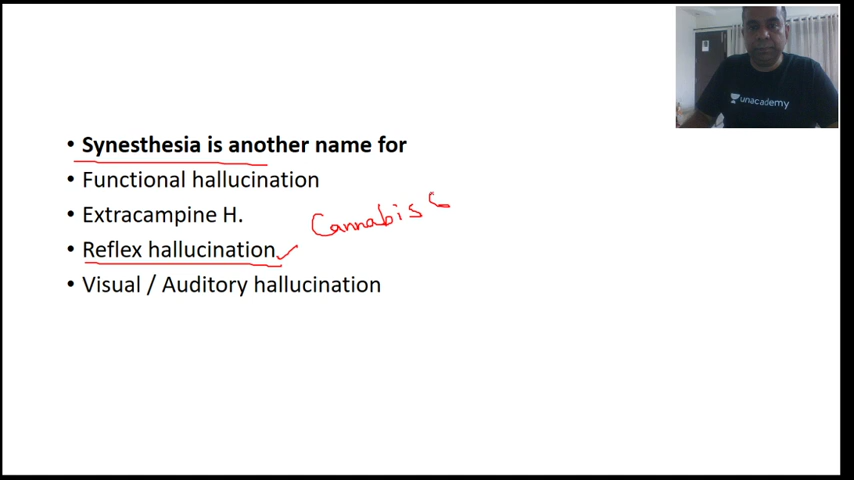 • Synesthesia is another name for
• Functional hallucination
• Extracampine H.
Cannabis
• Reflex hallucination
• Visual / Auditory hallucination
unacademy